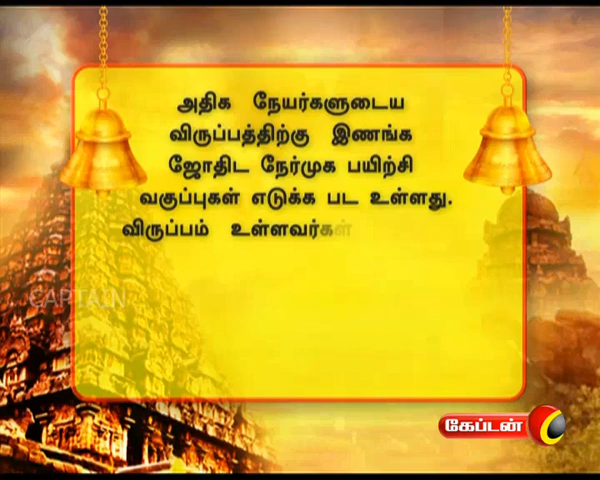 அதிக நேயர்களுடைய
விருப்பத்திற்கு இணங்க
ஜோதிட நேர்முக பயிற்சி
வகுப்புகள் எடுக்க பட உள்ளது.
விருப்பம் உள்ளவர்கள்
CAPTAIN
கேப்டன்